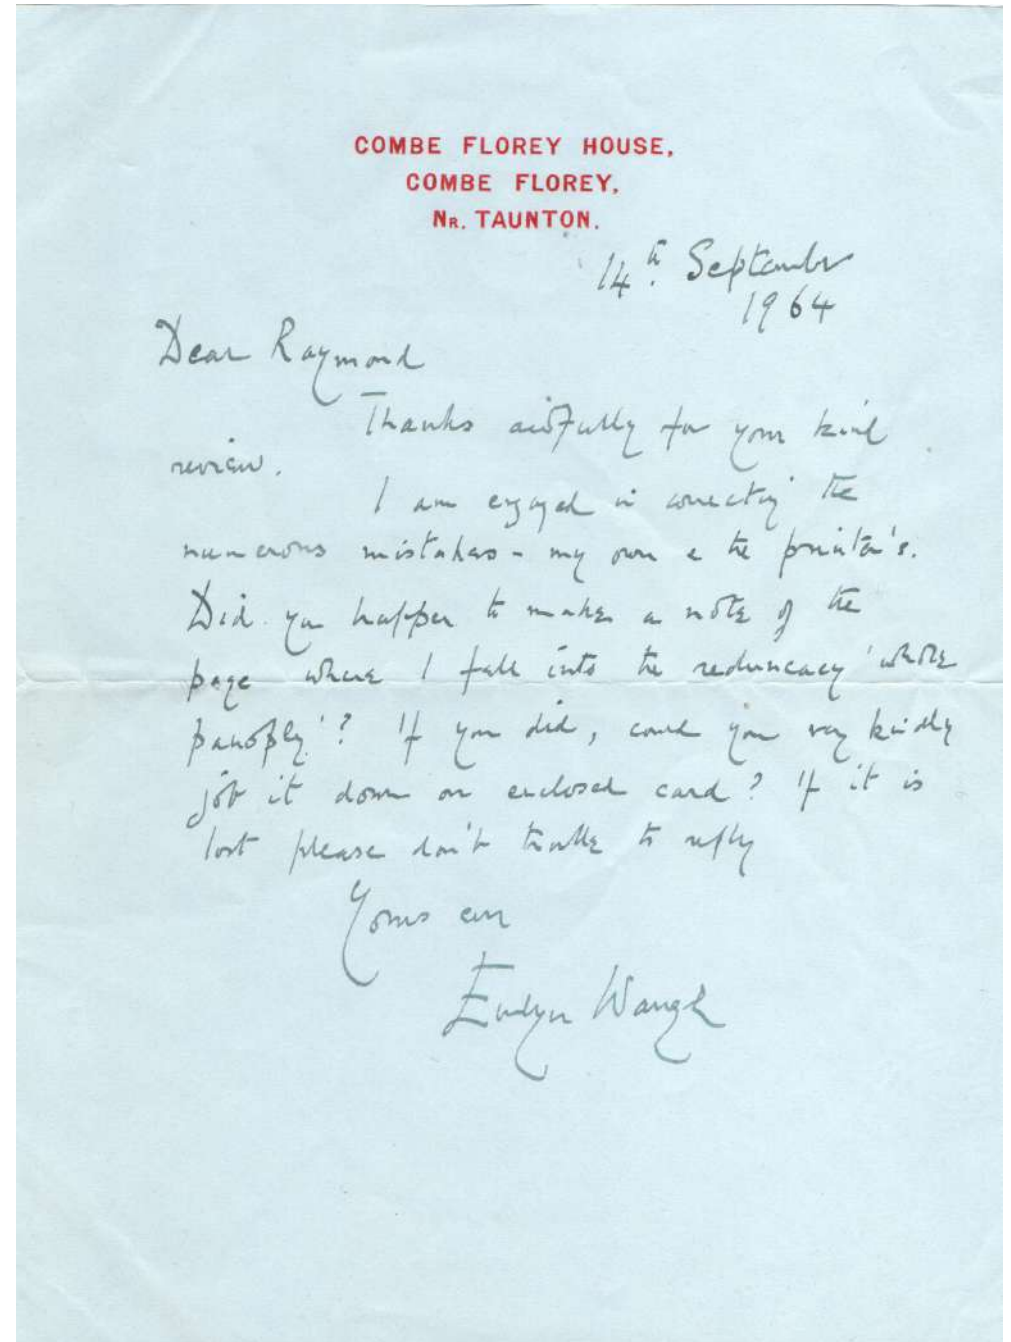 COMBE FLOREY HOUSE,
COMBE FLOREY,
NR. TAUNTON.
14th. September
1964
Dear Raymond
Thanks awfully for your kind
review.
I am engaged in correcting the
numerous mistakes - my own & the printer's.
Did you happen to make a note of the
page where I fall into the reduncacy 'whole
panoply'? If you did, could you very kindly
jot it down on enclosed card? If it is
lost please don't trouble to reply
Yours ever
Evelyn Waugh